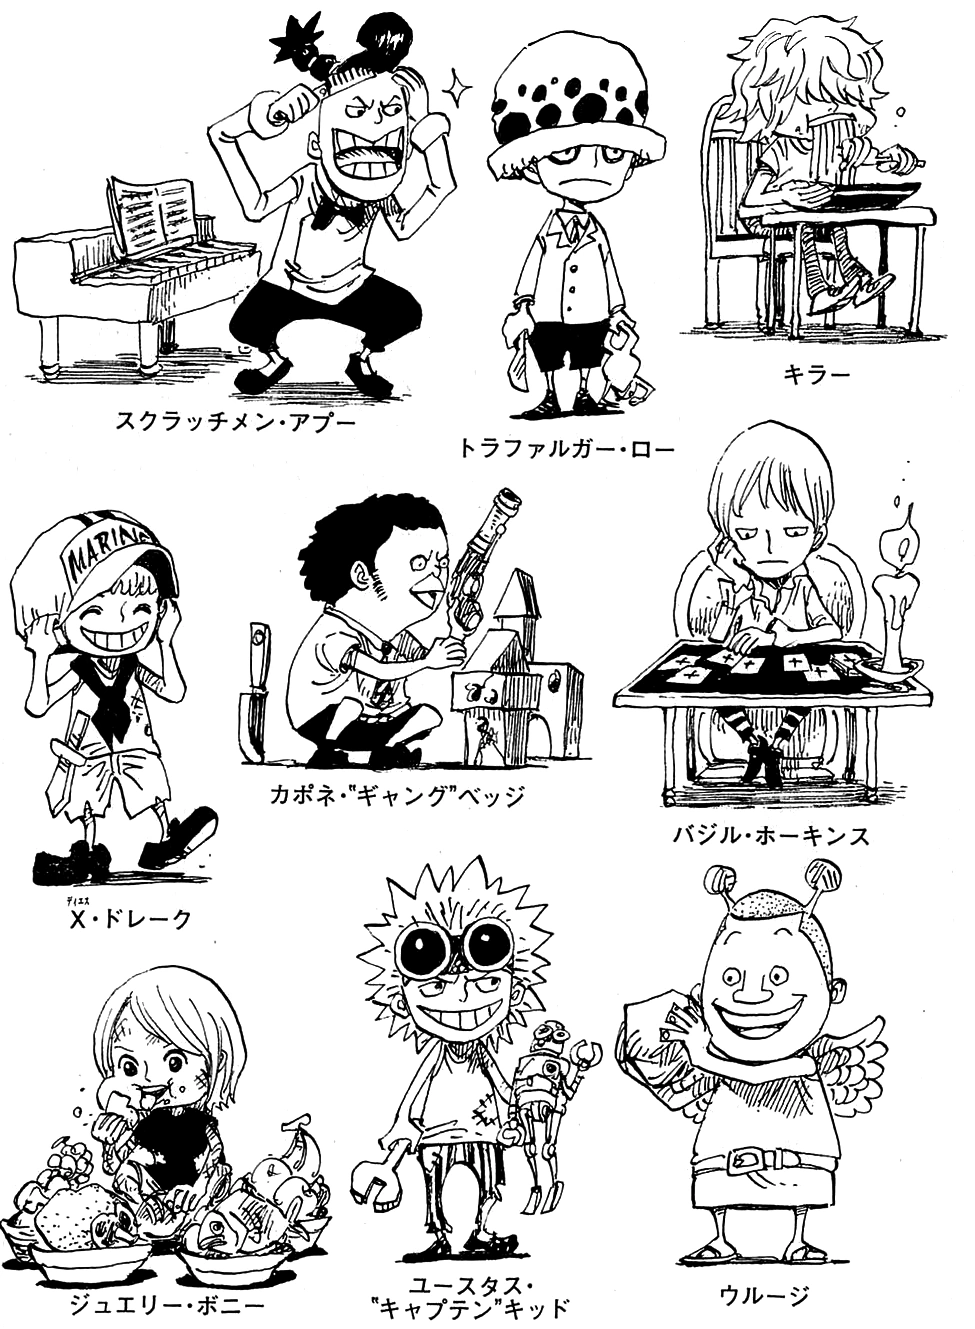 スクラッチメン・アプー
トラファルガー・ロー
キラー
MARINE
ディエス
X・ドレーク
カポネ・"ギャング"ベッジ
バジル・ホーキンス
ジュエリー・ボニー
ユースタス・
"キャプテン"キッド
ウルージ